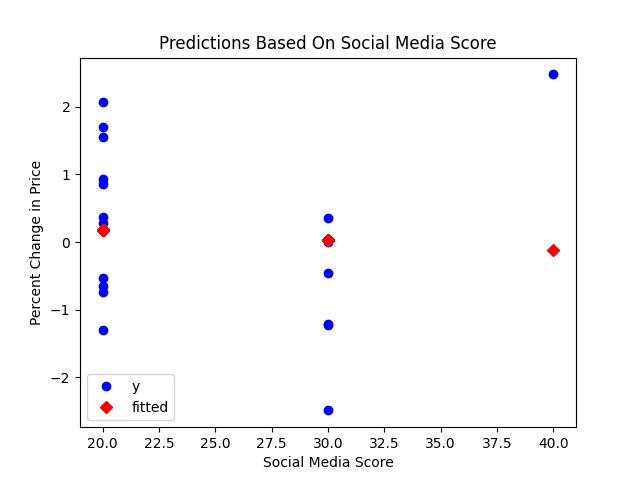 Predictions Based On Social Media Score
Percent Change in Price
2
1
0
−1
−2
y
fitted
20.0 22.5 25.0 27.5 30.0 32.5 35.0 37.5 40.0
Social Media Score